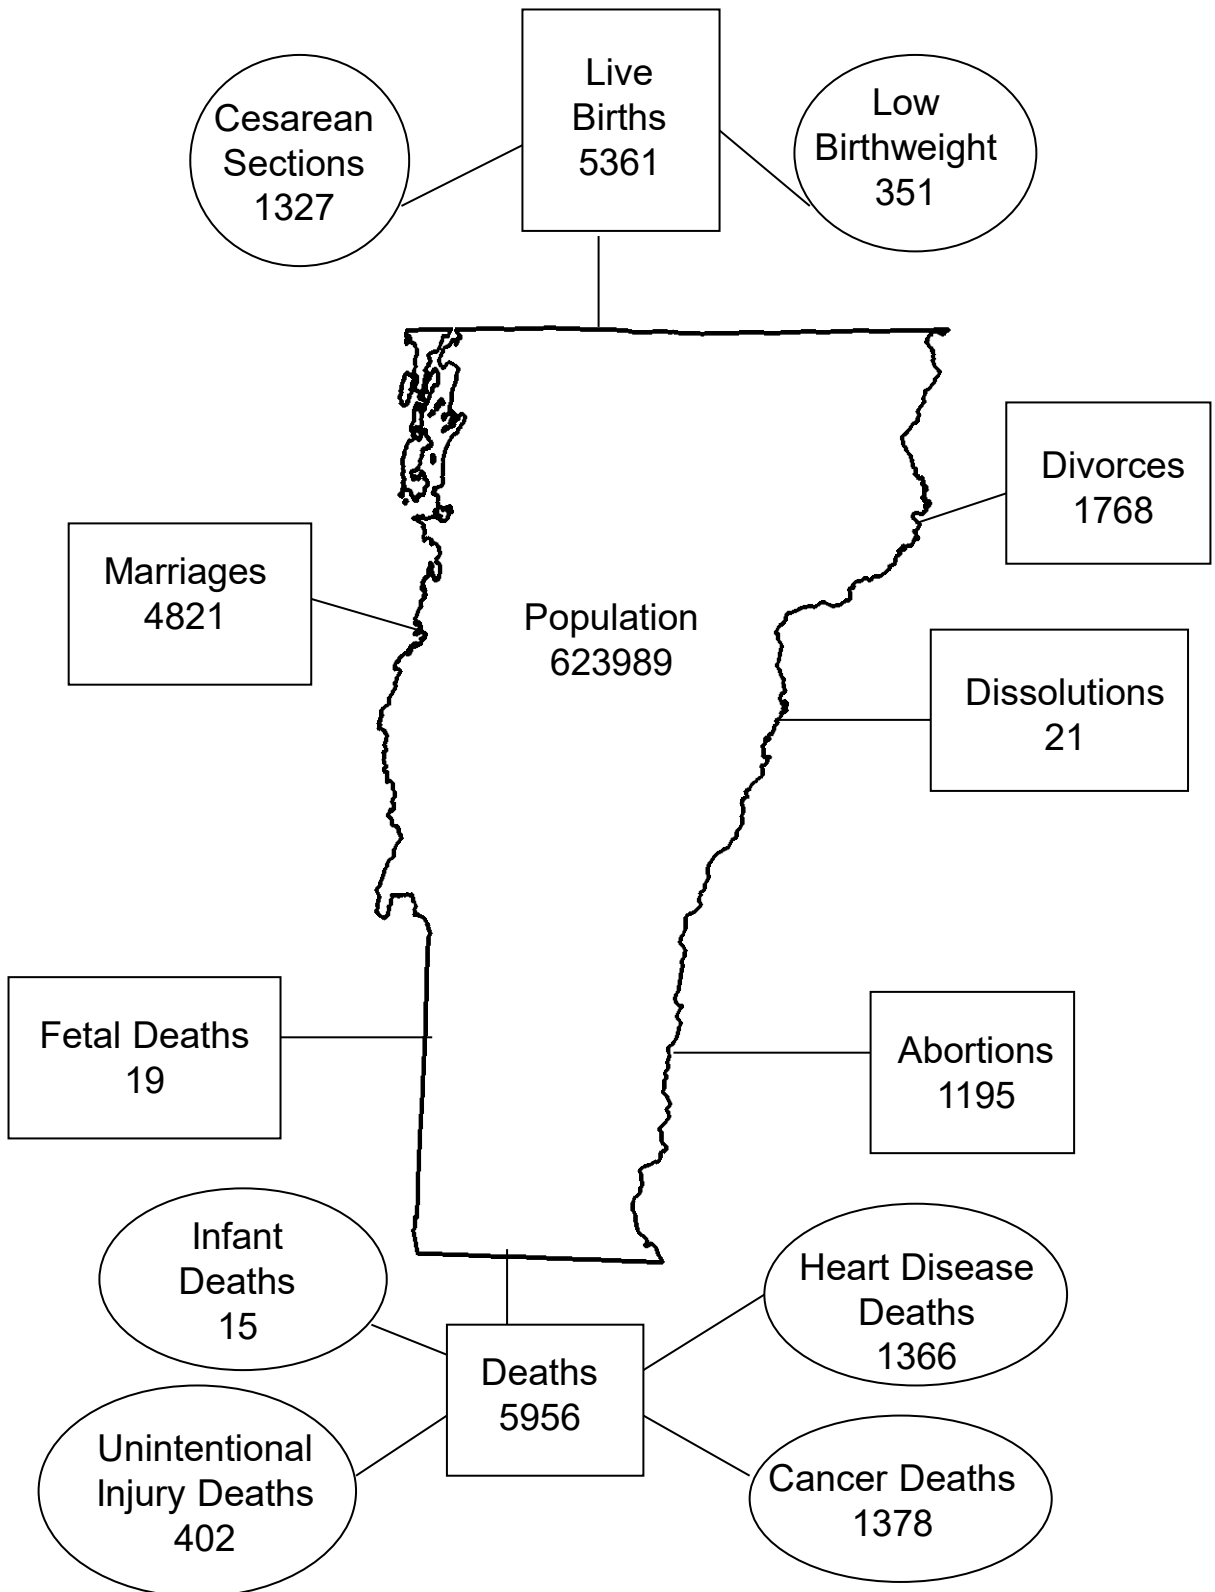 Live
Births
5361
Cesarean
Sections
1327
Low
Birthweight
351
Divorces
1768
Marriages
4821
Population
623989
Dissolutions
21
Fetal Deaths
19
Abortions
1195
Infant
Deaths
15
Heart Disease
Deaths
1366
Deaths
5956
Unintentional
Injury Deaths
402
Cancer Deaths
1378